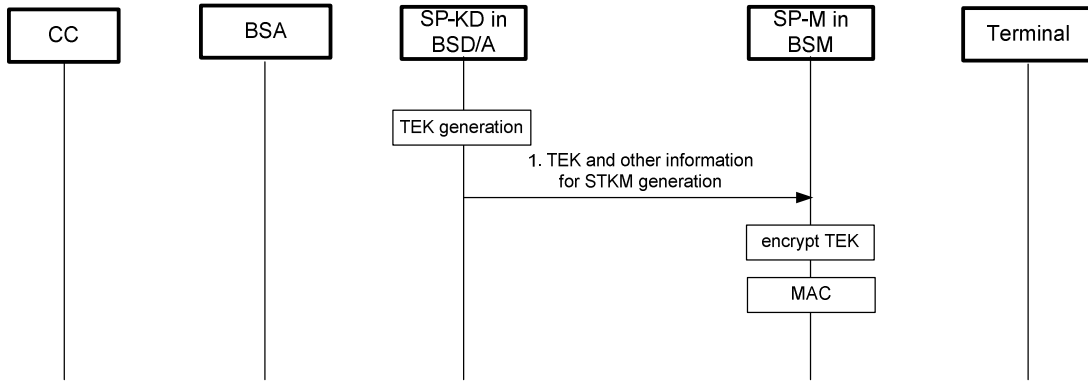 CC
BSA
SP-KD in
BSD/A
SP-M in
BSM
Terminal
TEK generation
1. TEK and other information
for STKM generation
encrypt TEK
MAC